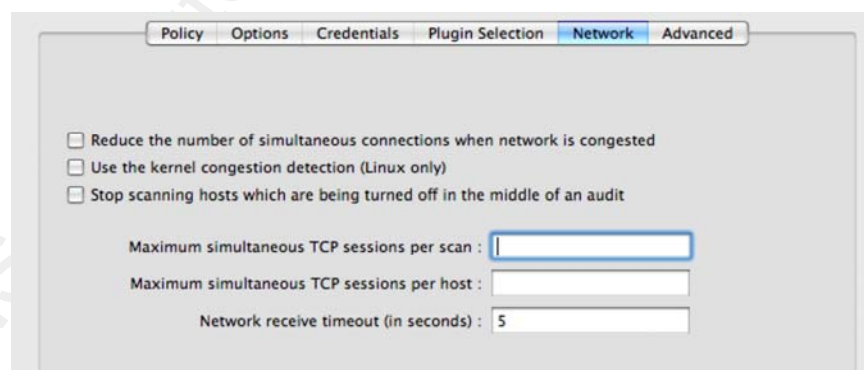 Policy Options Credentials Plugin Selection Network Advanced
Reduce the number of simultaneous connections when network is congested
Use the kernel congestion detection (Linux only)
Stop scanning hosts which are being turned off in the middle of an audit
Maximum simultaneous TCP sessions per scan :
Maximum simultaneous TCP sessions per host :
Network receive timeout (in seconds) : 5